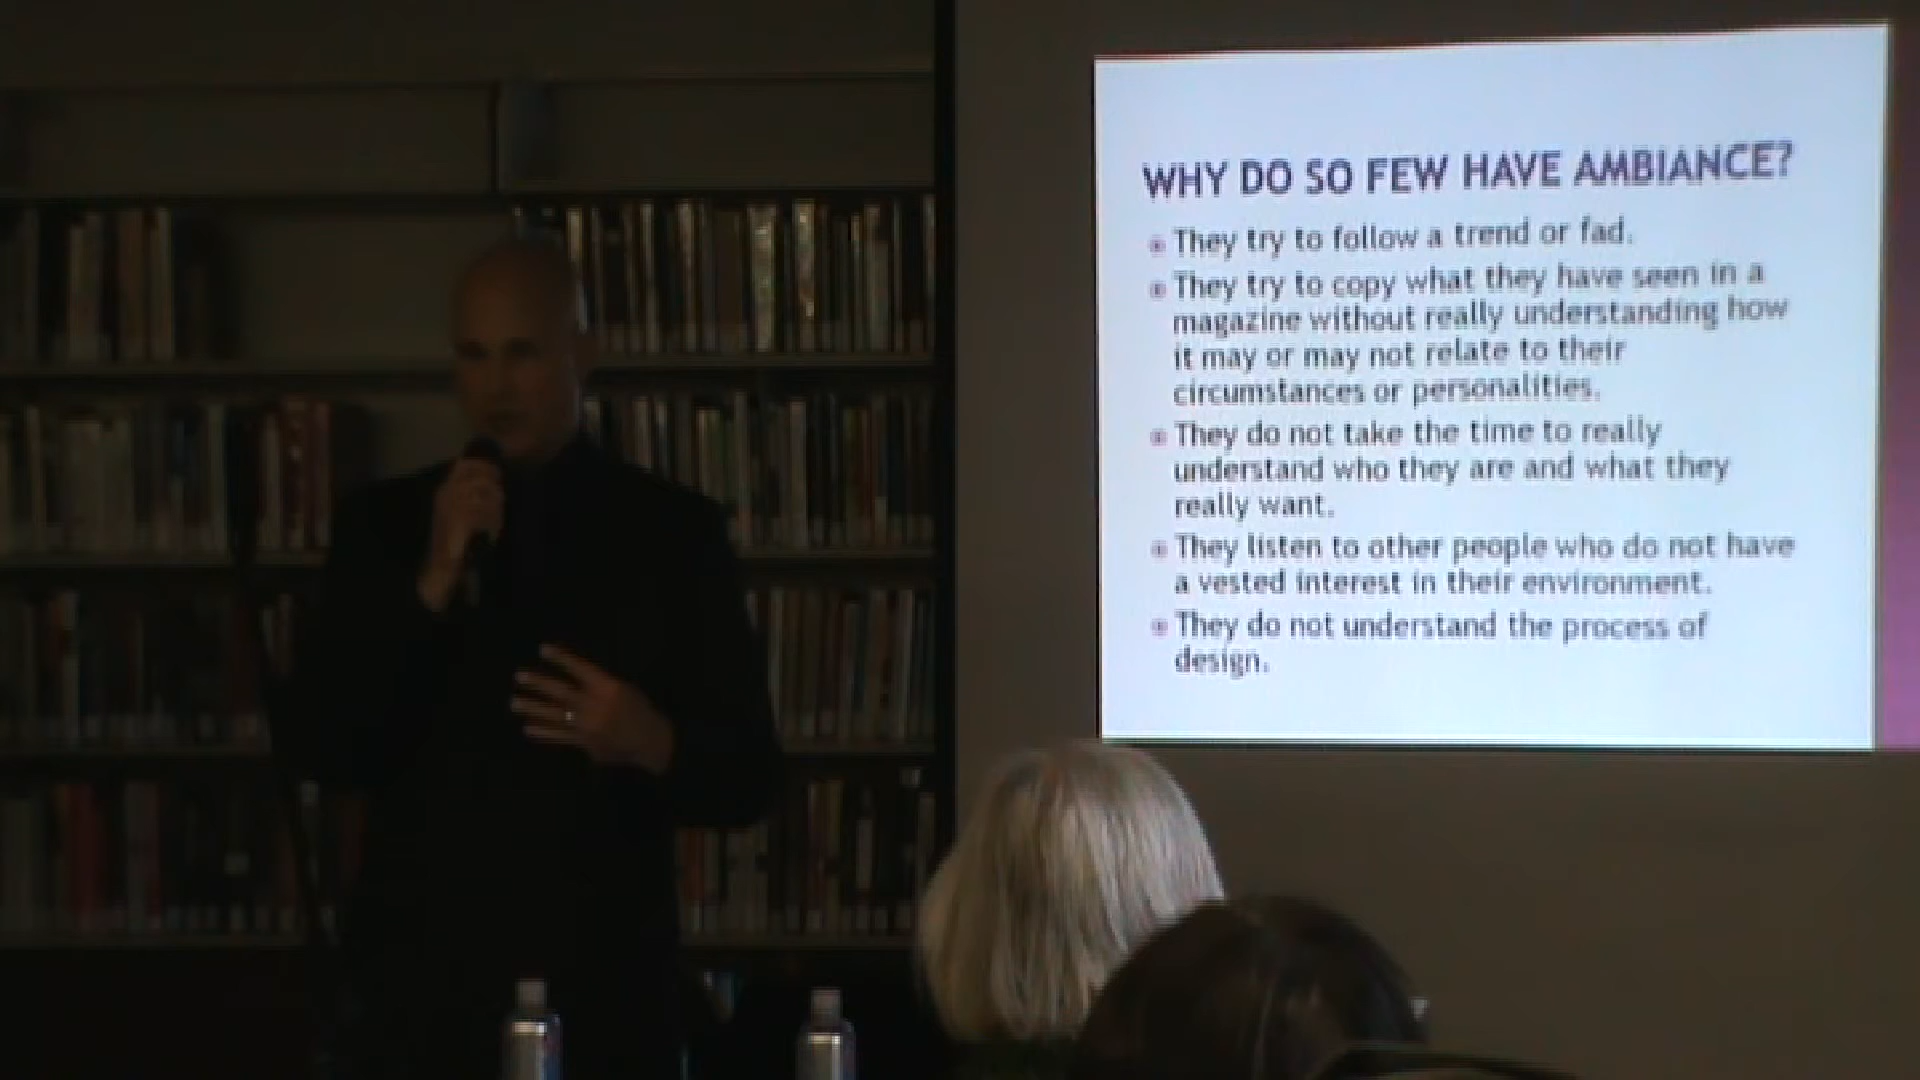 WHY DO SO FEW HAVE AMBIANCE?
They try to follow a trend or fad.
They try to copy what they have seen in a
magazine without really understanding how
it may or may not relate to their
circumstances or personalities.
They do not take the time to really
understand who they are and what they
really want.
They listen to other people who do not have
a vested interest in their environment.
They do not understand the process of
design.